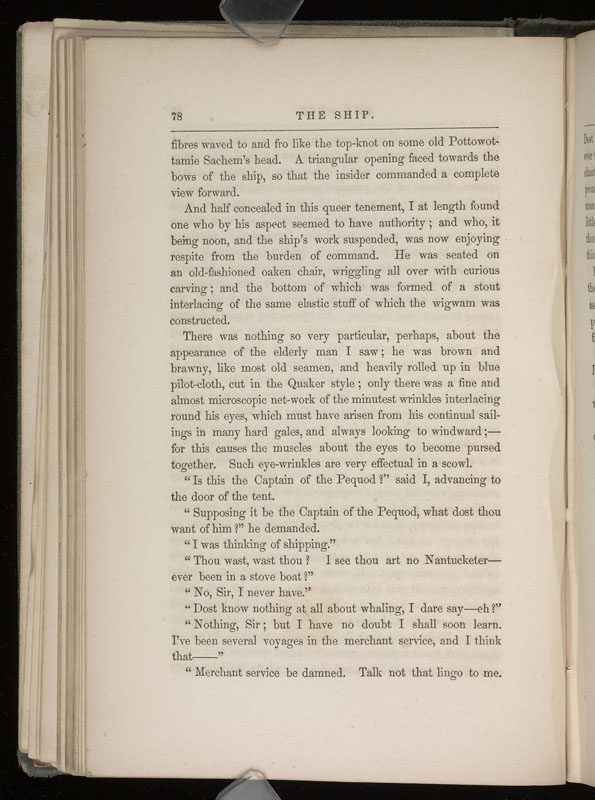 78 THE SHIP.
fibres waved to and fro like the top-knot on some old Pottowot-
tamie Sachem's head. A triangular opening faced towards the
bows of the ship, so that the insider commanded a complete
view forward.
And half concealed in this queer tenement, I at length found
one who by his aspect seemed to have authority; and who, it
being noon, and the ship's work suspended, was now enjoying
respite from the burden of command. He was seated on
an old-fashioned oaken chair, wriggling all over with curious
carving; and the bottom of which was formed of a stout
interlacing of the same elastic stuff of which the wigwam was
constructed.
There was nothing so very particular, perhaps, about the
appearance of the elderly man I saw; he was brown and
brawny, like most old seamen, and heavily rolled up in blue
pilot-cloth, cut in the Quaker style; only there was a fine and
almost microscopic net-work of the minutest wrinkles interlacing
round his eyes, which must have arisen from his continual sail-
ings in many hard gales, and always looking to windward;—
for this causes the muscles about the eyes to become pursed
together. Such eye-wrinkles are very effectual in a scowl.
"Is this the Captain of the Pequod?" said I, advancing to
the door of the tent.
"Supposing it be the Captain of the Pequod, what dost thou
want of him?" he demanded.
"I was thinking of shipping."
"Thou wast, wast thou? I see thou art no Nantucketer—
ever been in a stove boat?"
"No, Sir, I never have."
"Dost know nothing at all about whaling, I dare say—eh?"
"Nothing, Sir; but I have no doubt I shall soon learn.
I've been several voyages in the merchant service, and I think
that——"
"Merchant service be damned. Talk not that lingo to me.